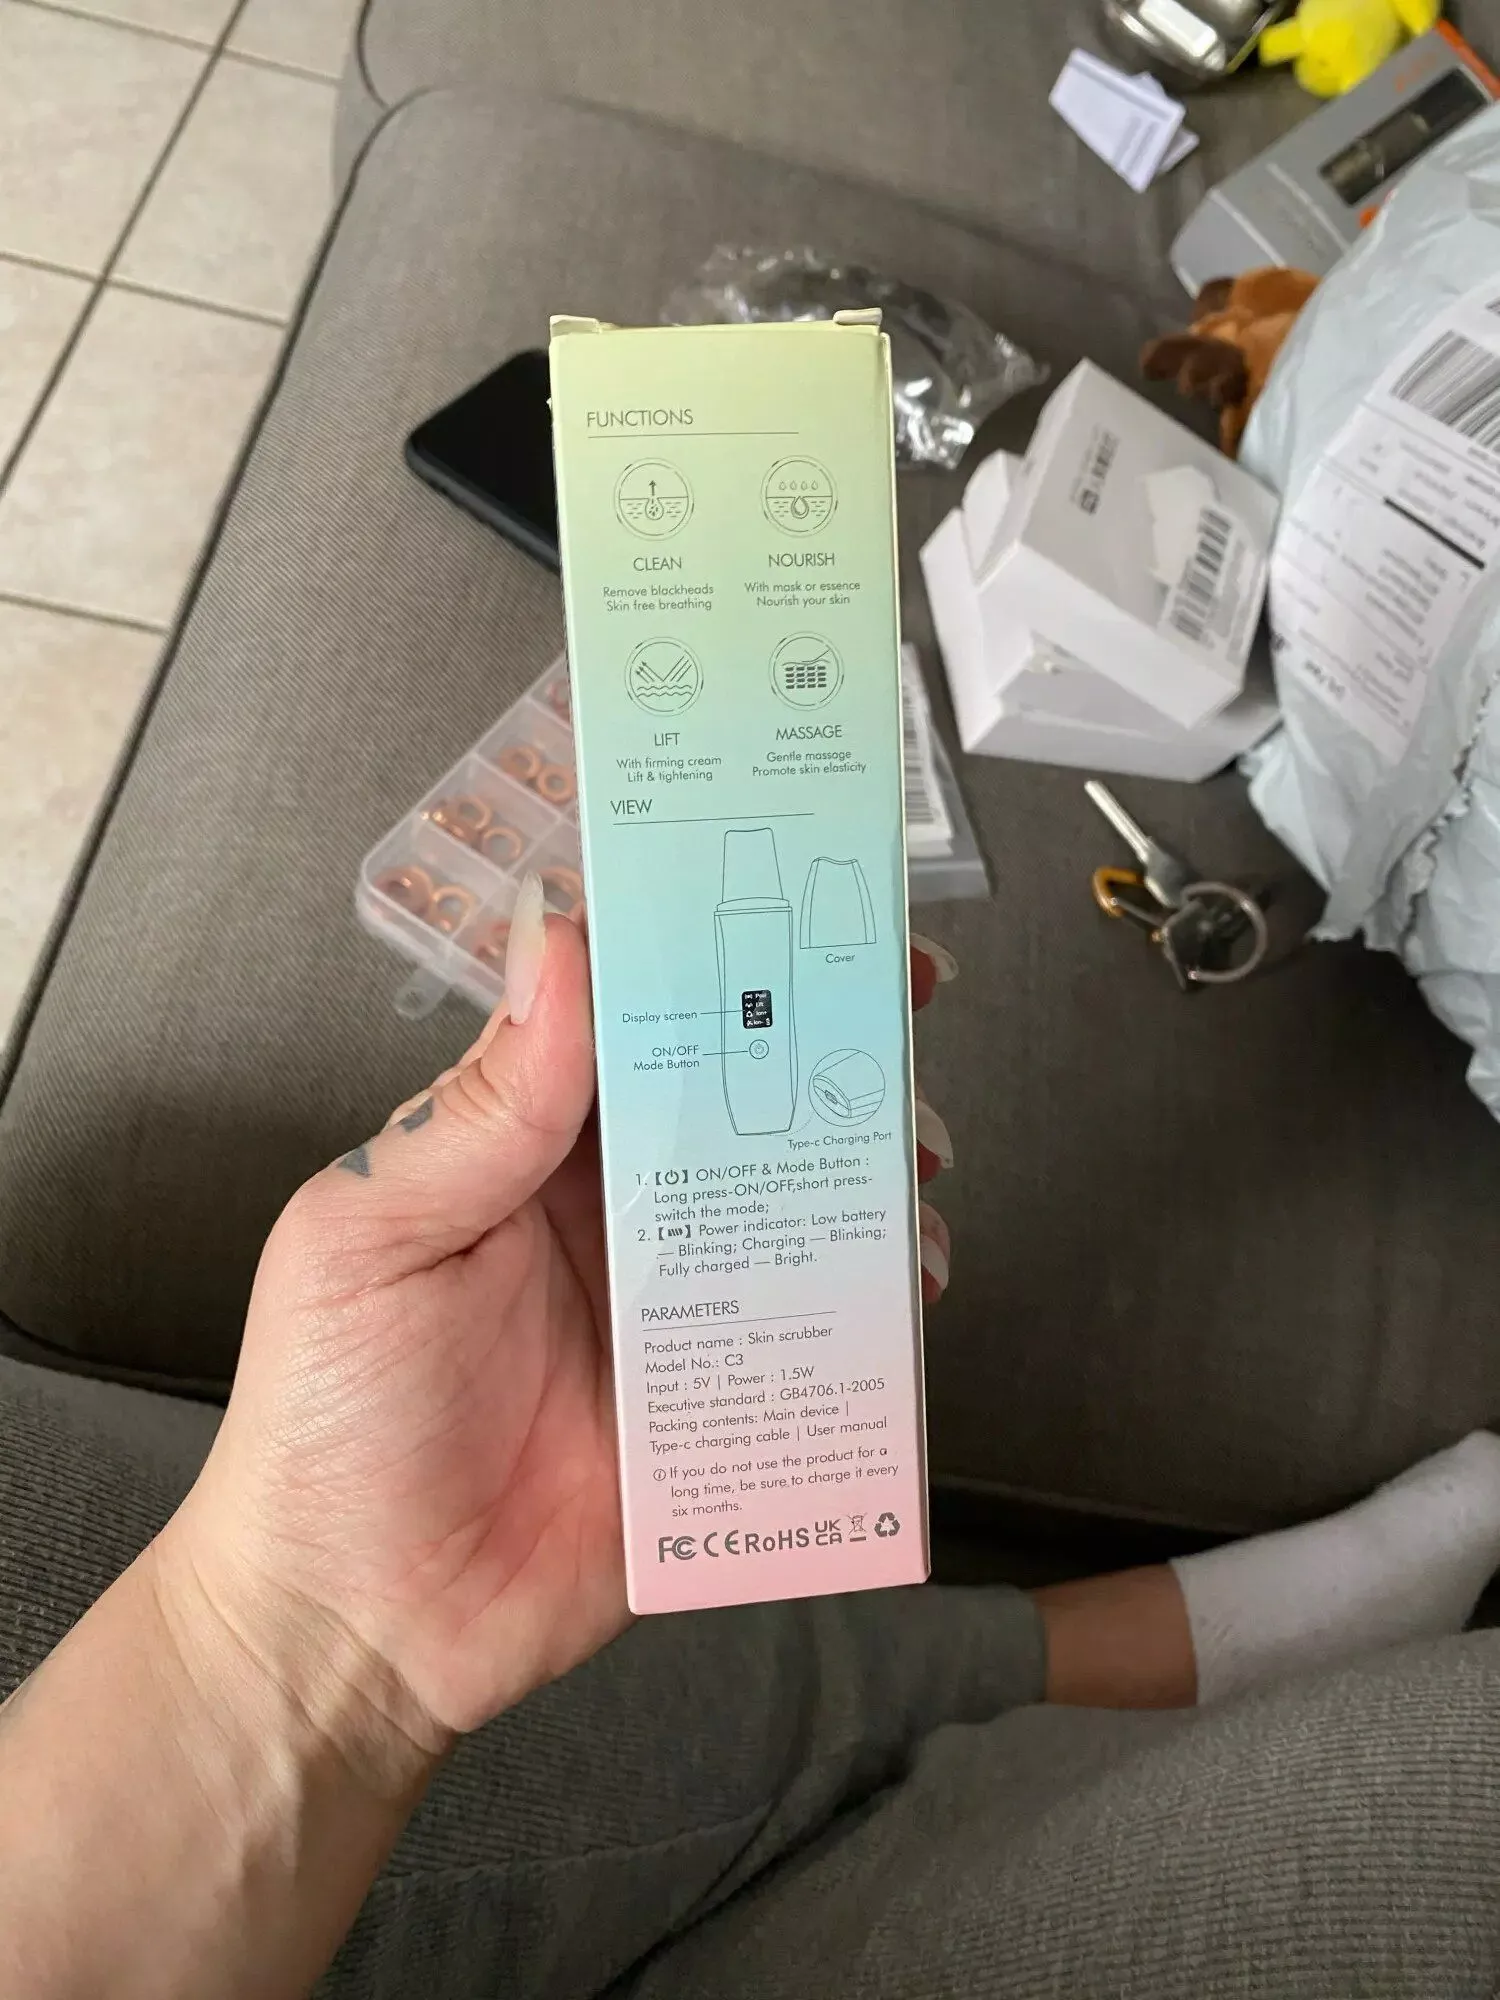 FUNCTIONS
CLEAN
Remove blackheads
Skin free breathing
NOURISH
With mask or essence
Nourish your skin
LIFT
With firming cream
Lift & tightening
MASSAGE
Gentle massage
Promote skin elasticity
VIEW
Cover
Display screen
ON/OFF
Mode Button
Type-c Charging Port
1.【⏻】ON/OFF & Mode Button :
Long press-ON/OFF,short press-
switch the mode;
2.【】Power indicator: Low battery
— Blinking; Charging — Blinking;
Fully charged — Bright.
PARAMETERS
Product name : Skin scrubber
Model No.: C3
Input : 5V | Power : 1.5W
Executive standard : GB4706.1-2005
Packing contents: Main device |
Type-c charging cable | User manual
If you do not use the product for a
long time, be sure to charge it every
six months.
FC CE RoHS UK CA